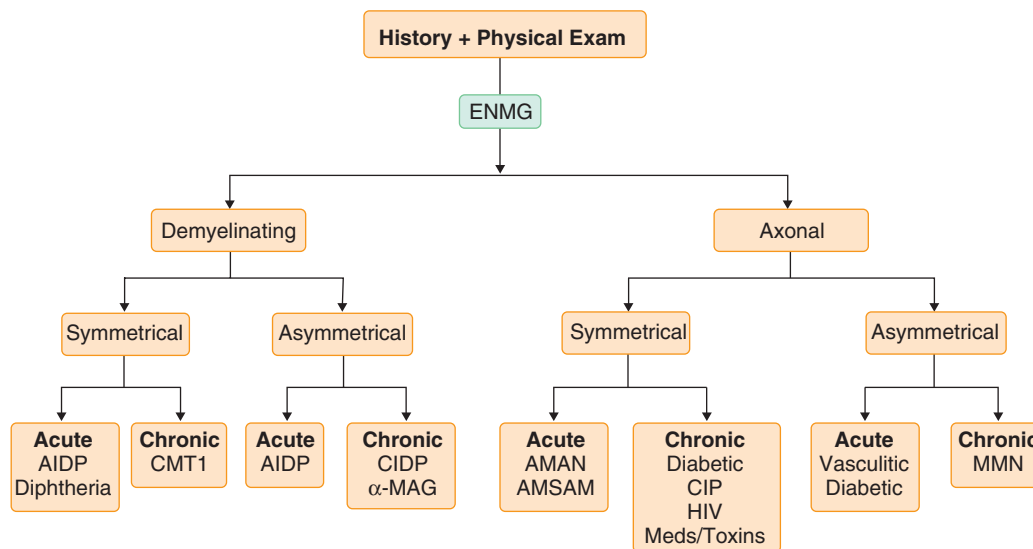 History + Physical Exam
ENMG
Demyelinating
Axonal
Symmetrical
Asymmetrical
Symmetrical
Asymmetrical
Acute
AIDP
Diphtheria
Chronic
CMT1
Acute
AIDP
Chronic
CIDP
α-MAG
Acute
AMAN
AMSAM
Chronic
Diabetic
CIP
HIV
Meds/Toxins
Acute
Vasculitic
Diabetic
Chronic
MMN